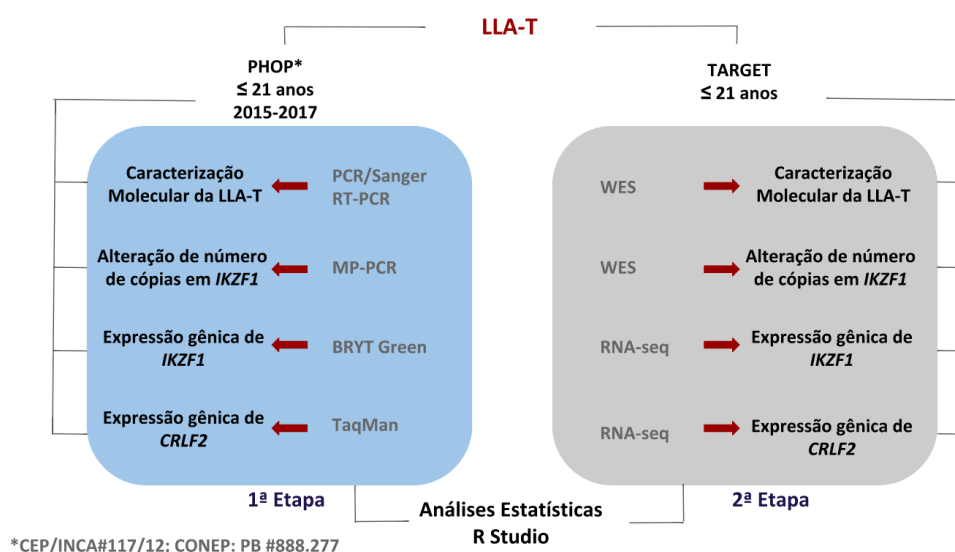 LLA-T
PHOP*
≤ 21 anos
2015-2017
Caracterização
Molecular da LLA-T
PCR/Sanger
RT-PCR
Alteração de número
de cópias em IKZF1
MP-PCR
Expressão gênica de
IKZF1
BRYT Green
Expressão gênica de
CRLF2
TaqMan
1ª Etapa
TARGET
≤ 21 anos
WES
Caracterização
Molecular da LLA-T
WES
Alteração de número
de cópias em IKZF1
RNA-seq
Expressão gênica de
IKZF1
RNA-seq
Expressão gênica de
CRLF2
2ª Etapa
Análises Estatísticas
R Studio
*CEP/INCA#117/12; CONEP: PB #888.277